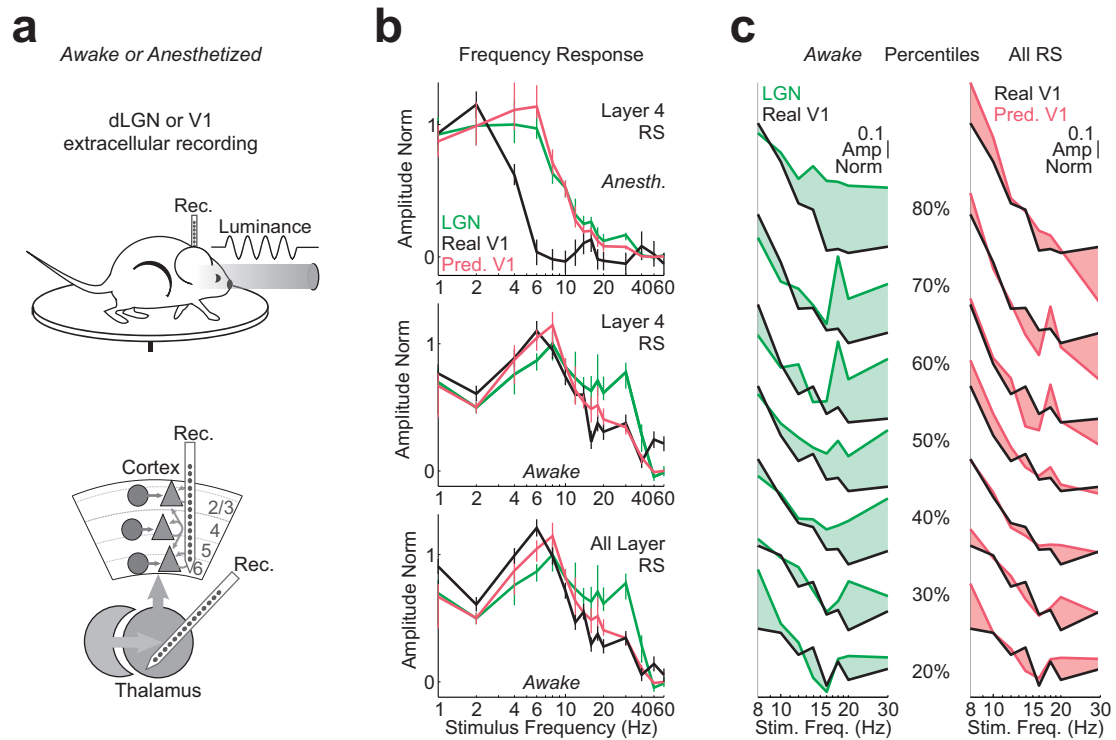 a
Awake or Anesthetized
dLGN or V1
extracellular recording
Rec.
Luminance
Rec.
Cortex
2/3
4
5
6
Rec.
Thalamus
b
Frequency Response
Amplitude Norm
1
0
Layer 4
RS
Anesth.
LGN
Real V1
Pred. V1
1 2 4 6 10 20 4060
Amplitude Norm
1
0
Layer 4
RS
Awake
1 2 4 6 10 20 4060
Amplitude Norm
1
0
All Layer
RS
Awake
1 2 4 6 10 20 4060
Stimulus Frequency (Hz)
c
Awake Percentiles All RS
LGN
Real V1
0.1
Amp
Norm
Real V1
Pred. V1
0.1
Amp
Norm
80%
70%
60%
50%
40%
30%
20%
8 10 20 30
Stim. Freq. (Hz)
8 10 20 30
Stim. Freq. (Hz)